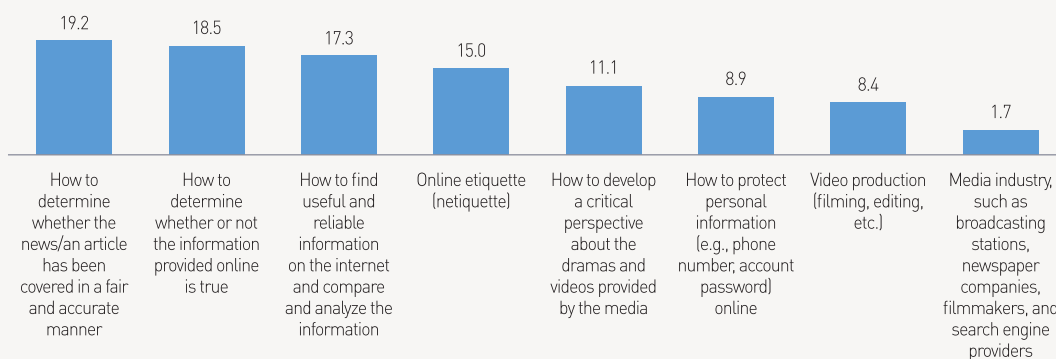 19.2
18.5
17.3
15.0
11.1
8.9
8.4
1.7
How to
determine
whether the
news/an article
has been
covered in a fair
and accurate
manner
How to
determine
whether or not
the information
provided online
is true
How to find
useful and
reliable
information
on the internet
and compare
and analyze the
information
Online etiquette
(netiquette)
How to develop
a critical
perspective
about the
dramas and
videos provided
by the media
How to protect
personal
information
(e.g., phone
number, account
password)
online
Video production
(filming, editing,
etc.)
Media industry,
such as
broadcasting
stations,
newspaper
companies,
filmmakers, and
search engine
providers